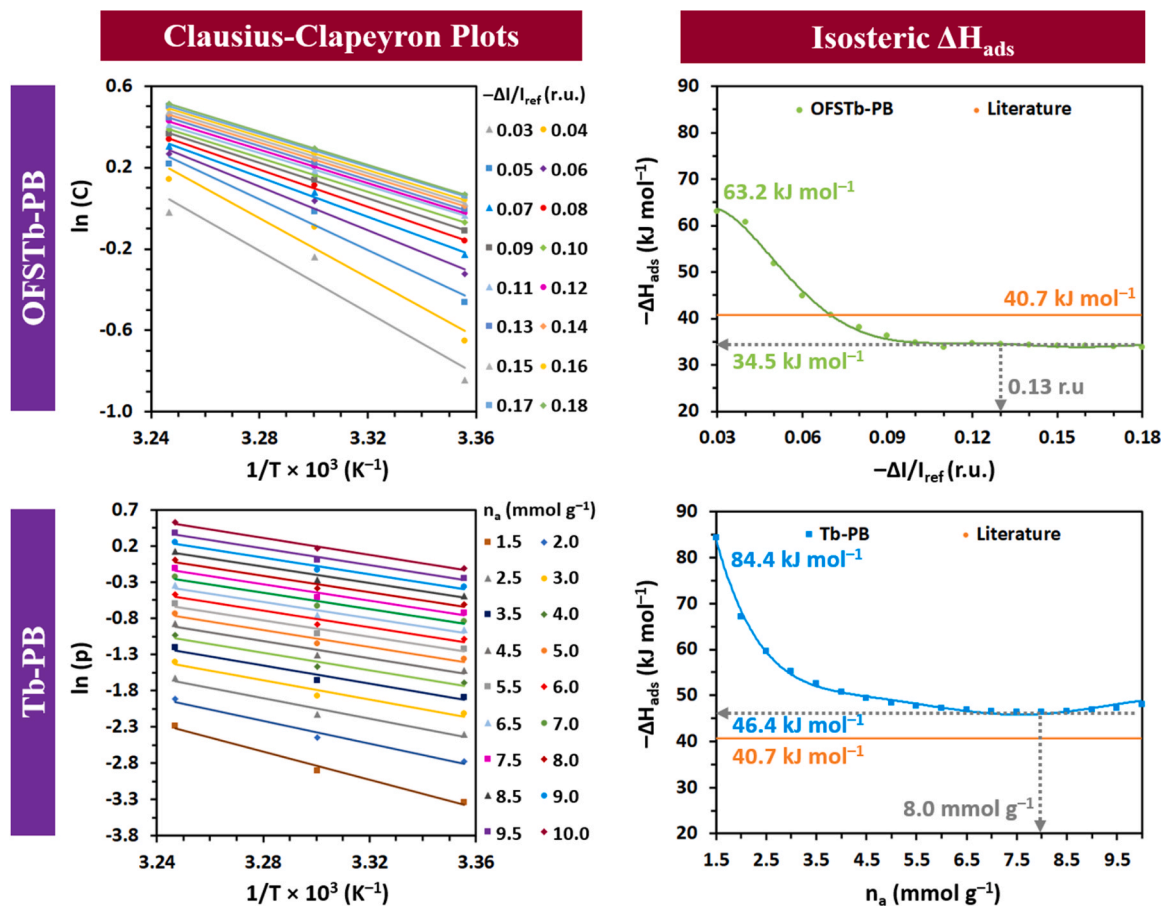 Clausius-Clapeyron Plots
Isosteric ΔH_ads
OFSTb-PB
ln (C)
0.6
0.2
-0.2
-0.6
-1.0
3.24 3.28 3.32 3.36
1/T × 10³ (K⁻¹)
−ΔI/I_ref (r.u.)
0.03 0.04
0.05 0.06
0.07 0.08
0.09 0.10
0.11 0.12
0.13 0.14
0.15 0.16
0.17 0.18
−ΔH_ads (kJ mol⁻¹)
90
80
70
60
50
40
30
20
OFSTb-PB Literature
63.2 kJ mol⁻¹
40.7 kJ mol⁻¹
34.5 kJ mol⁻¹
0.13 r.u
0.03 0.06 0.09 0.12 0.15 0.18
−ΔI/I_ref (r.u.)
Tb-PB
ln (p)
0.7
0.2
-0.3
-0.8
-1.3
-1.8
-2.3
-2.8
-3.3
-3.8
3.24 3.28 3.32 3.36
1/T × 10³ (K⁻¹)
n_a (mmol g⁻¹)
1.5 2.0
2.5 3.0
3.5 4.0
4.5 5.0
5.5 6.0
6.5 7.0
7.5 8.0
8.5 9.0
9.5 10.0
−ΔH_ads (kJ mol⁻¹)
90
80
70
60
50
40
30
20
Tb-PB Literature
84.4 kJ mol⁻¹
46.4 kJ mol⁻¹
40.7 kJ mol⁻¹
8.0 mmol g⁻¹
1.5 2.5 3.5 4.5 5.5 6.5 7.5 8.5 9.5
n_a (mmol g⁻¹)